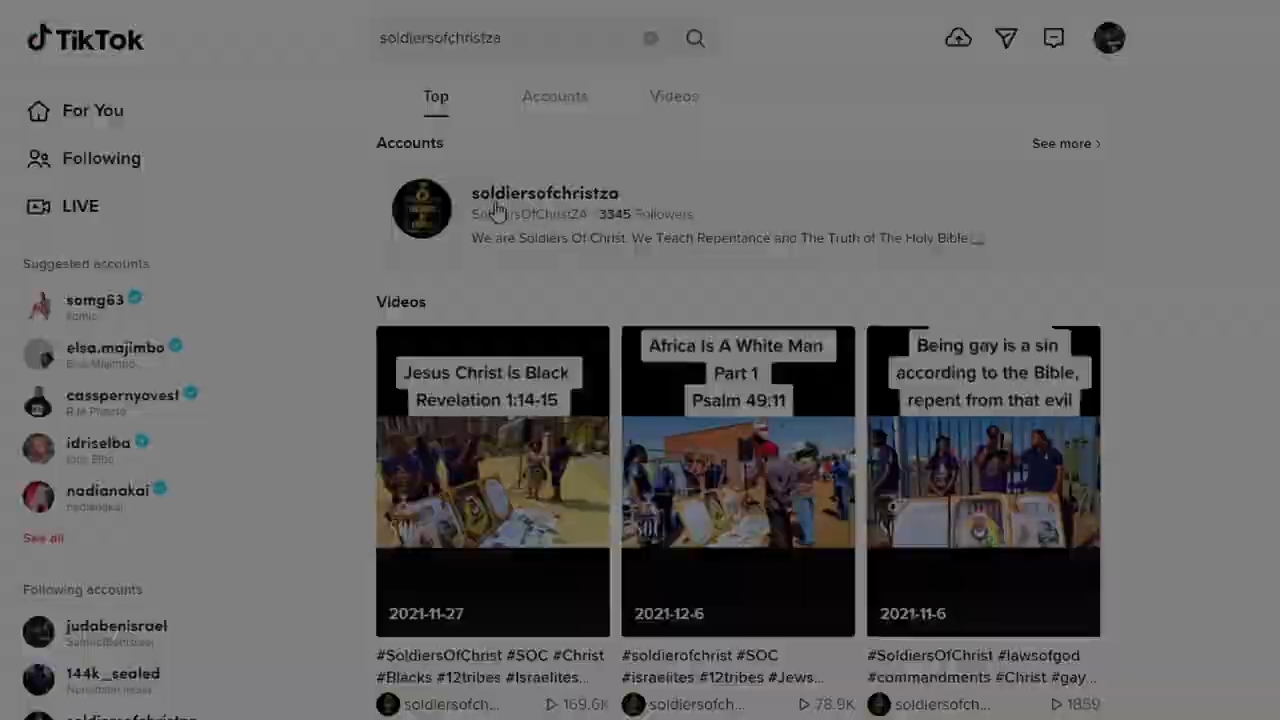 TikTok
soldiersofchristza
For You
Following
LIVE
Suggested accounts
somg63
elsa.majimbo
casspernyovest
idriselba
nadianakai
nadianakai
See all
Following accounts
judabenisrael
144k_sealed
Top
Accounts
Videos
Accounts
See more
soldiersofchristza
3345 Followers
We are Soldiers Of Christ. We Teach Repentance and The Truth of The Holy Bible
Videos
Jesus Christ is Black
Revelation 1:14-15
2021-11-27
#SoldiersOfChrist #SOC #Christ
#Blacks #12tribes #Israelites...
soldiersofch...
169.6K
Africa Is A White Man
Part 1
Psalm 49:11
2021-12-6
#soldierofchrist #SOC
#israelites #12tribes #Jews...
soldiersofch...
78.9K
Being gay is a sin
according to the Bible,
repent from that evil
2021-11-6
#SoldiersOfChrist #lawsofgod
#commandments #Christ #gay...
soldiersofch...
1859